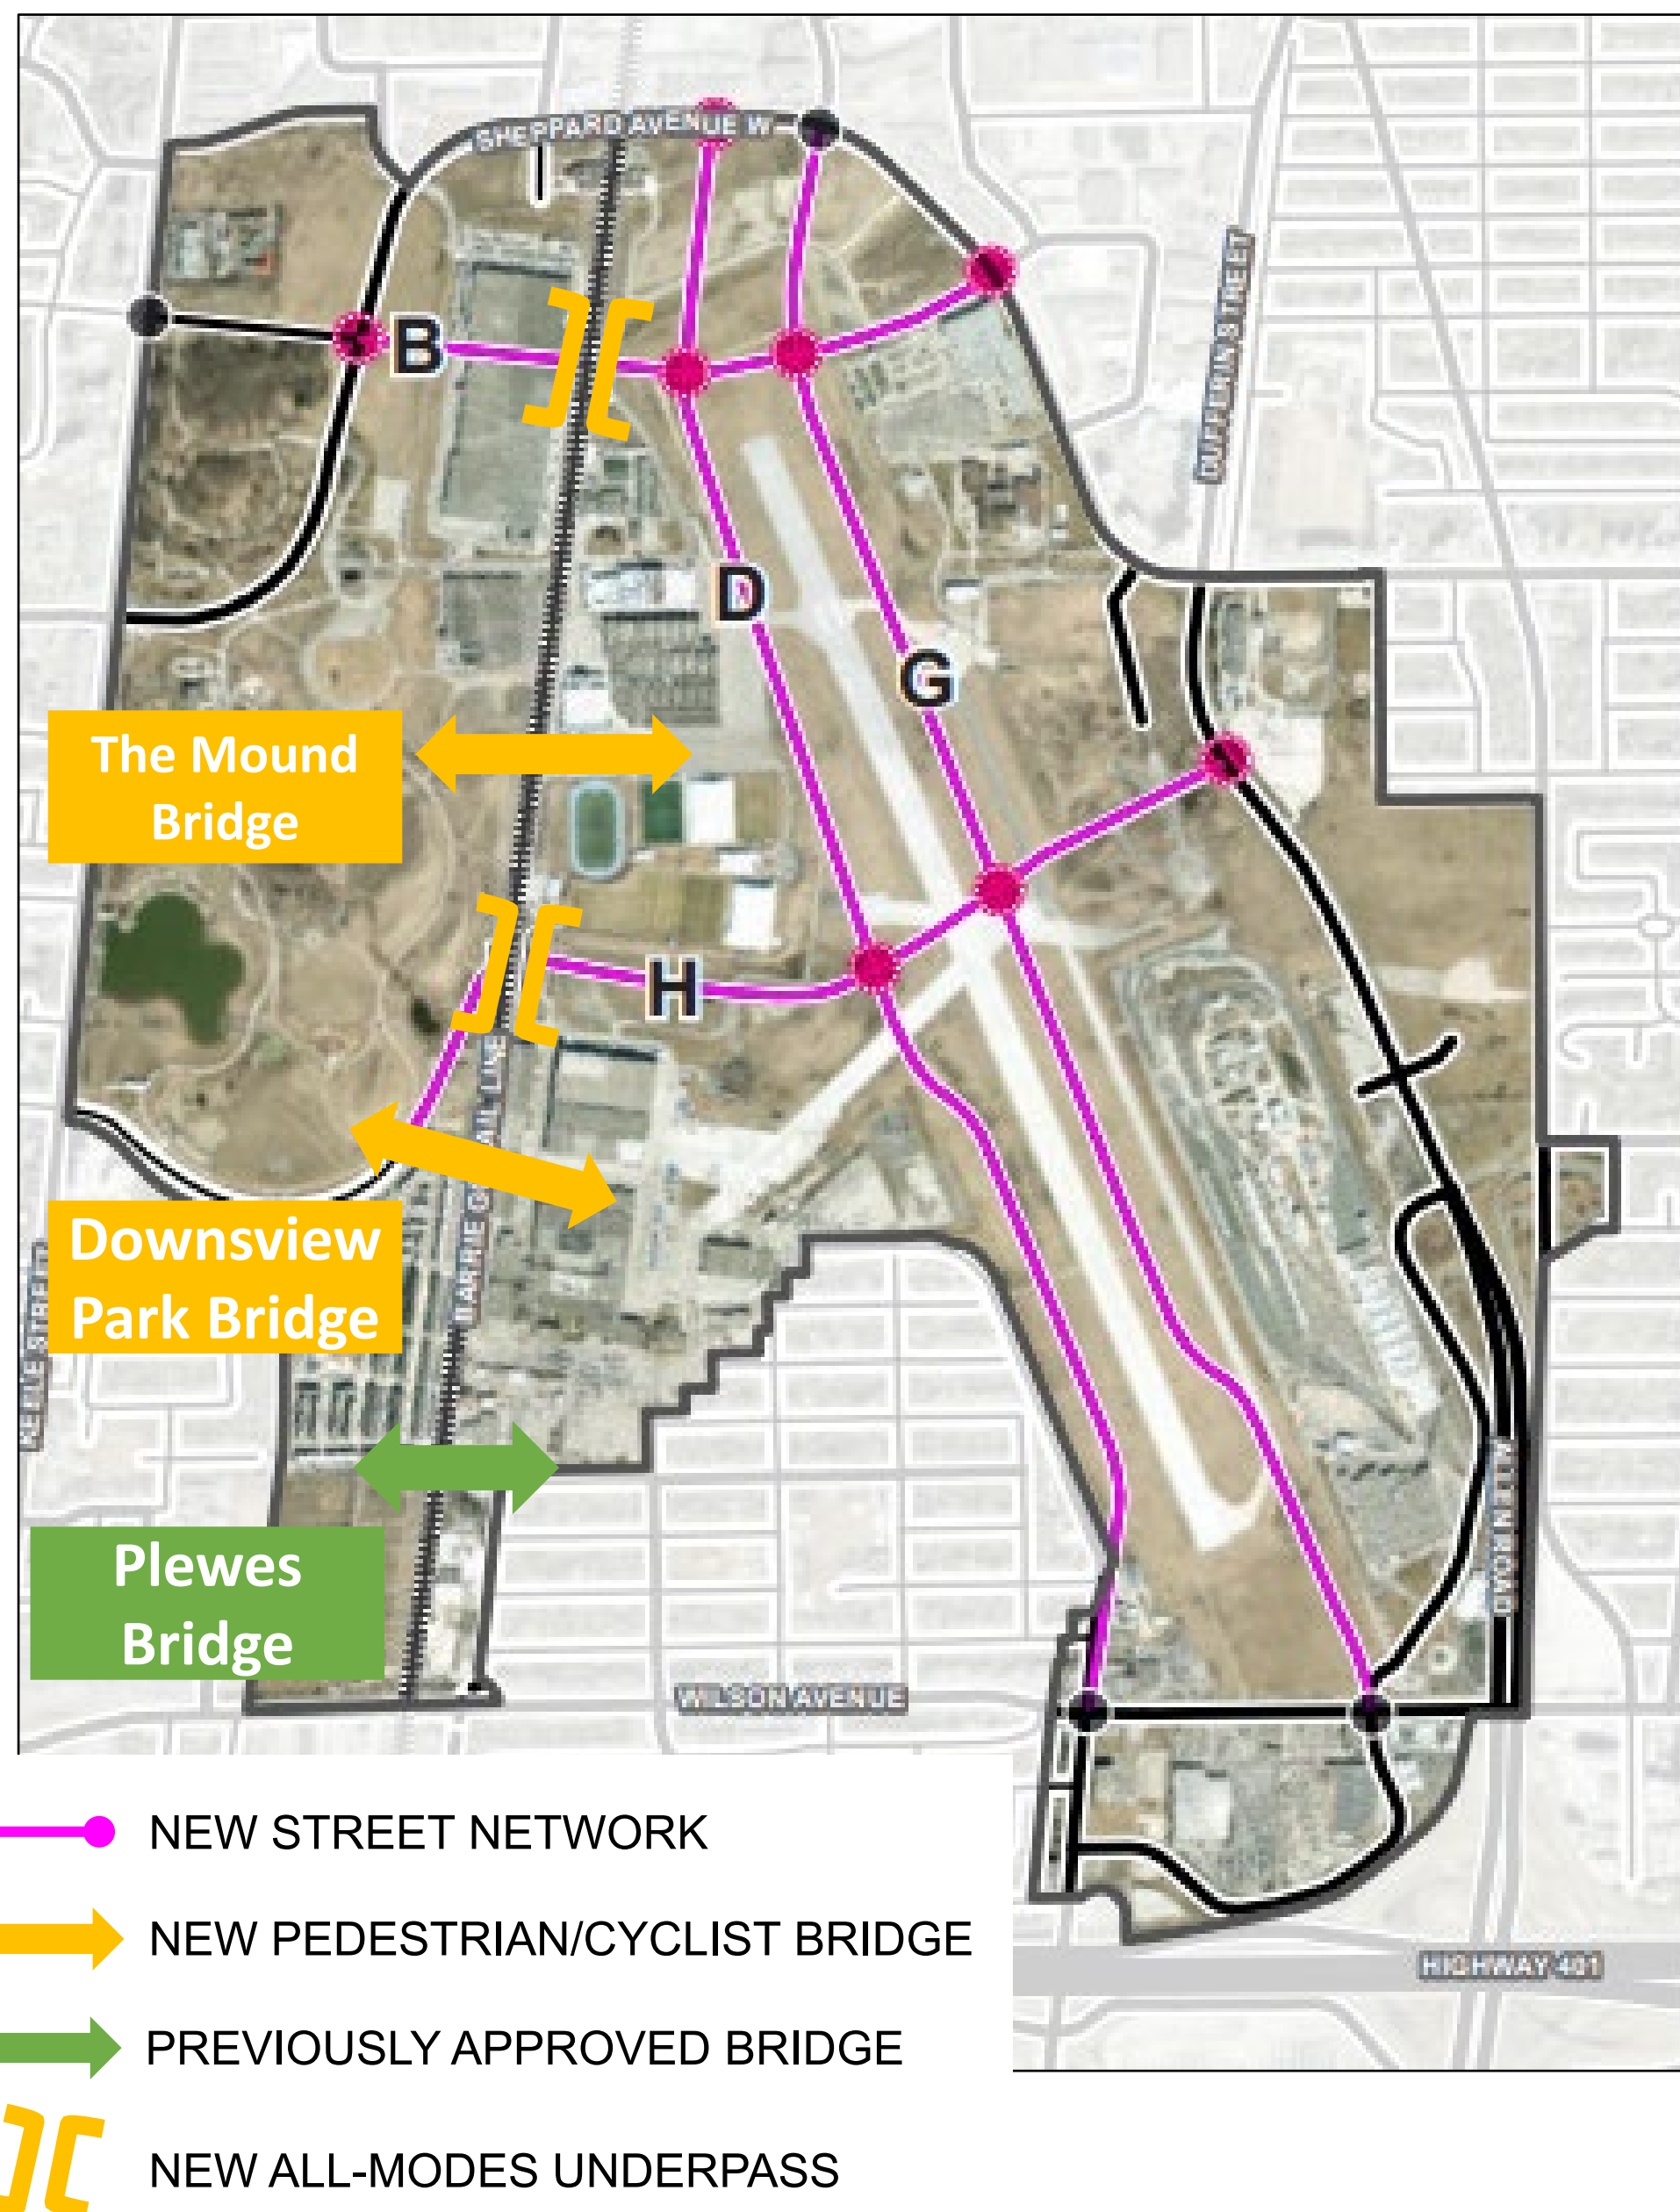 SHEPPARD AVENUE W
DUFFERIN STREET
B
D
G
The Mound
Bridge
H
BARRIE GO RAIL LINE
Downsview
Park Bridge
KEELE STREET
ALLEN ROAD
Plewes
Bridge
WILSON AVENUE
HIGHWAY 401
NEW STREET NETWORK
NEW PEDESTRIAN/CYCLIST BRIDGE
PREVIOUSLY APPROVED BRIDGE
NEW ALL-MODES UNDERPASS